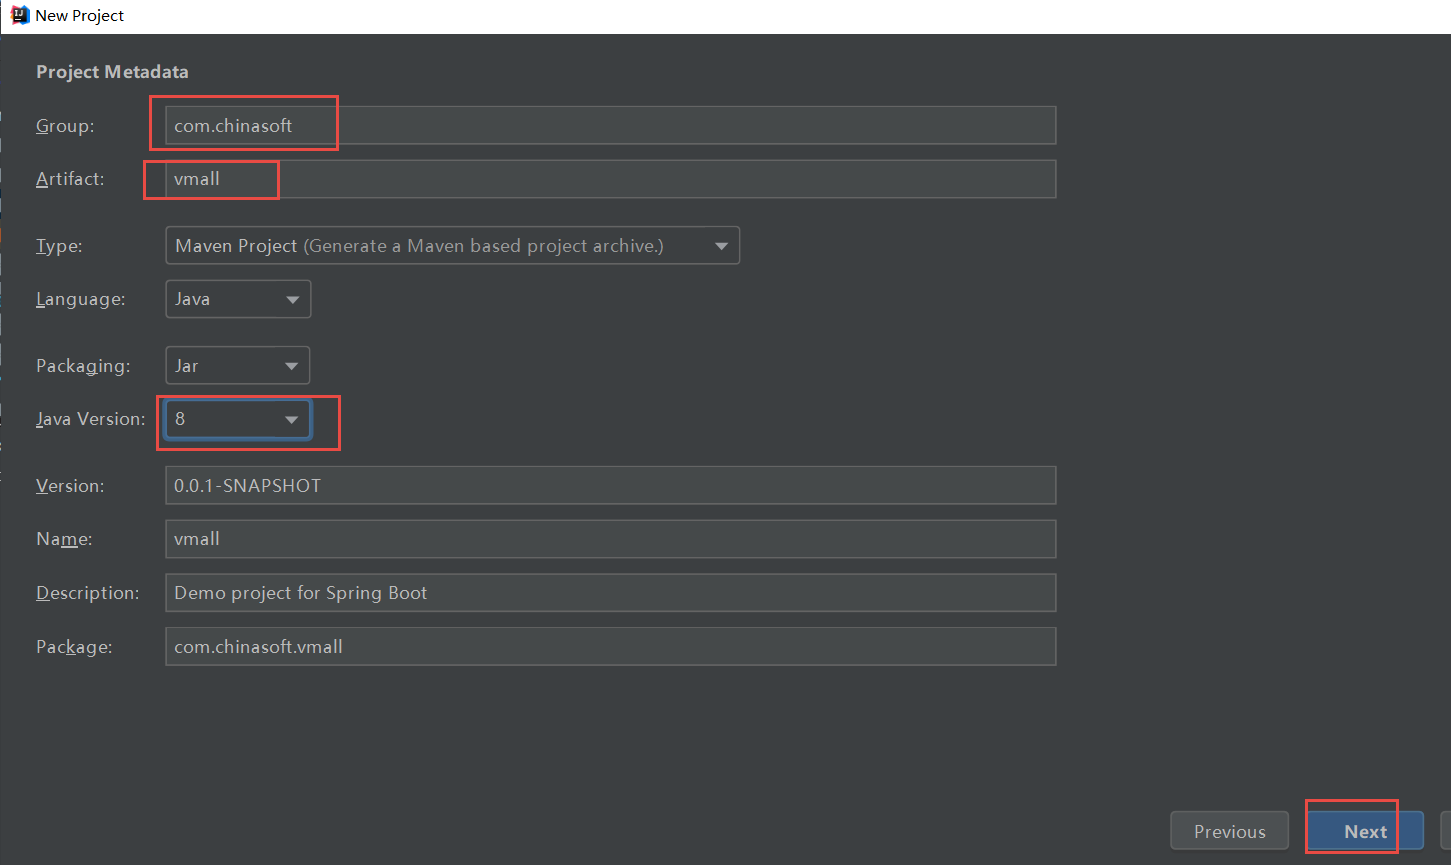 New Project
Project Metadata
Group: com.chinasoft
Artifact: vmall
Type: Maven Project (Generate a Maven based project archive.)
Language: Java
Packaging: Jar
Java Version: 8
Version: 0.0.1-SNAPSHOT
Name: vmall
Description: Demo project for Spring Boot
Package: com.chinasoft.vmall
Previous Next